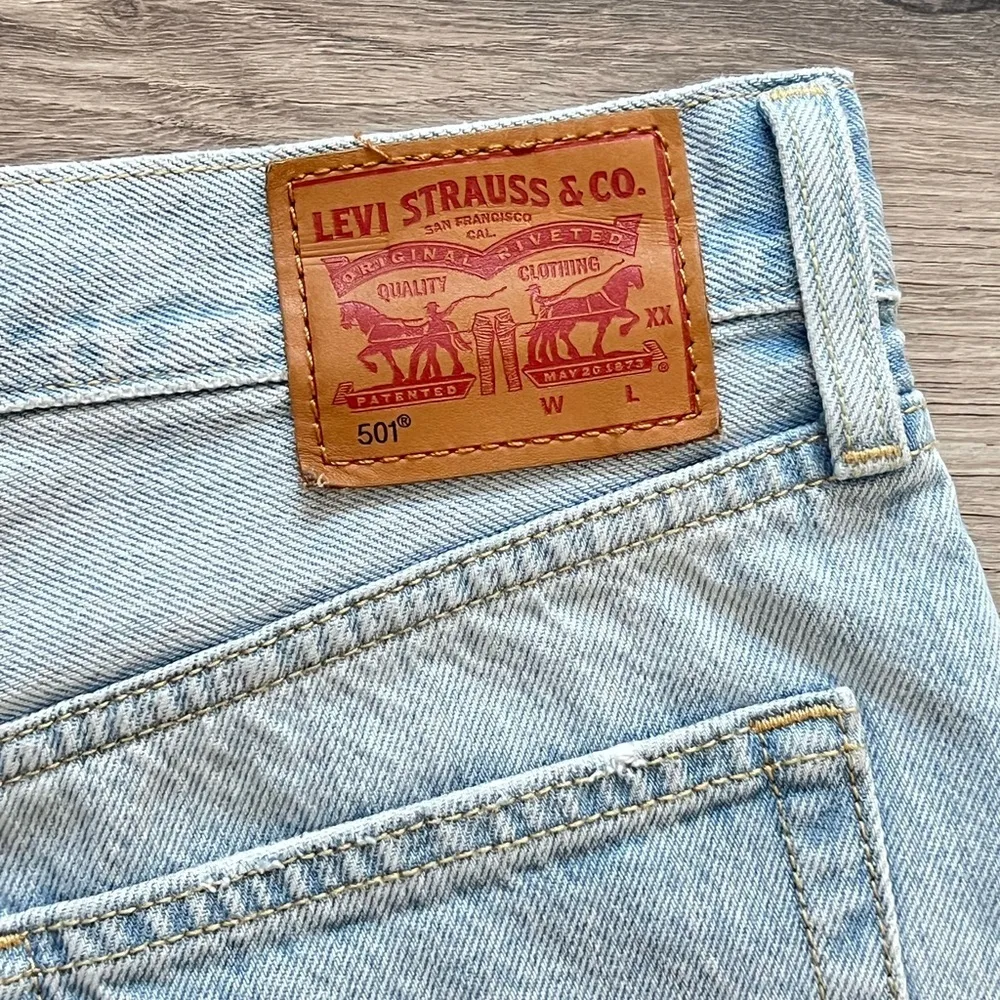 LEVI STRAUSS & CO.
SAN FRANCISCO
CAL.
ORIGINAL RIVETED
QUALITY CLOTHING
XX
PATENTED MAY 20 1873 ®
W L
501®